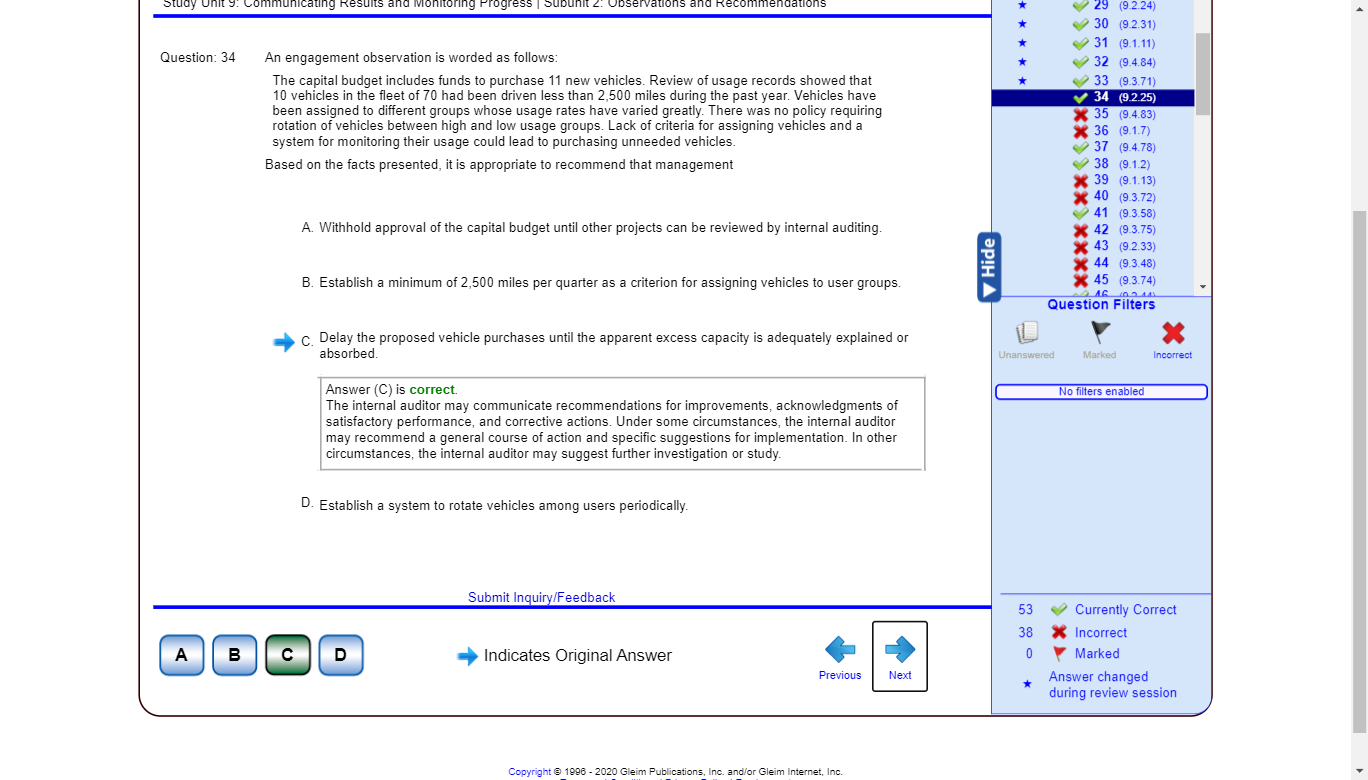 Study Unit 9: Communicating Results and Monitoring Progress | Subunit 2: Observations and Recommendations
Question: 34
An engagement observation is worded as follows:
The capital budget includes funds to purchase 11 new vehicles. Review of usage records showed that
10 vehicles in the fleet of 70 had been driven less than 2,500 miles during the past year. Vehicles have
been assigned to different groups whose usage rates have varied greatly. There was no policy requiring
rotation of vehicles between high and low usage groups. Lack of criteria for assigning vehicles and a
system for monitoring their usage could lead to purchasing unneeded vehicles.
Based on the facts presented, it is appropriate to recommend that management
A. Withhold approval of the capital budget until other projects can be reviewed by internal auditing.
B. Establish a minimum of 2,500 miles per quarter as a criterion for assigning vehicles to user groups.
C. Delay the proposed vehicle purchases until the apparent excess capacity is adequately explained or
absorbed.
Answer (C) is correct.
The internal auditor may communicate recommendations for improvements, acknowledgments of
satisfactory performance, and corrective actions. Under some circumstances, the internal auditor
may recommend a general course of action and specific suggestions for implementation. In other
circumstances, the internal auditor may suggest further investigation or study.
D. Establish a system to rotate vehicles among users periodically.
Submit Inquiry/Feedback
A B C D
Indicates Original Answer
Previous
Next
29 (9.2.24)
30 (9.2.31)
31 (9.1.11)
32 (9.4.84)
33 (9.3.71)
34 (9.2.25)
35 (9.4.83)
36 (9.1.7)
37 (9.4.78)
38 (9.1.2)
39 (9.1.13)
40 (9.3.72)
41 (9.3.58)
42 (9.3.75)
43 (9.2.33)
44 (9.3.48)
45 (9.3.74)
46 (9.2.44)
Hide
Question Filters
Unanswered Marked Incorrect
No filters enabled
53 Currently Correct
38 Incorrect
0 Marked
Answer changed
during review session
Copyright © 1996 - 2020 Gleim Publications, Inc. and/or Gleim Internet, Inc.